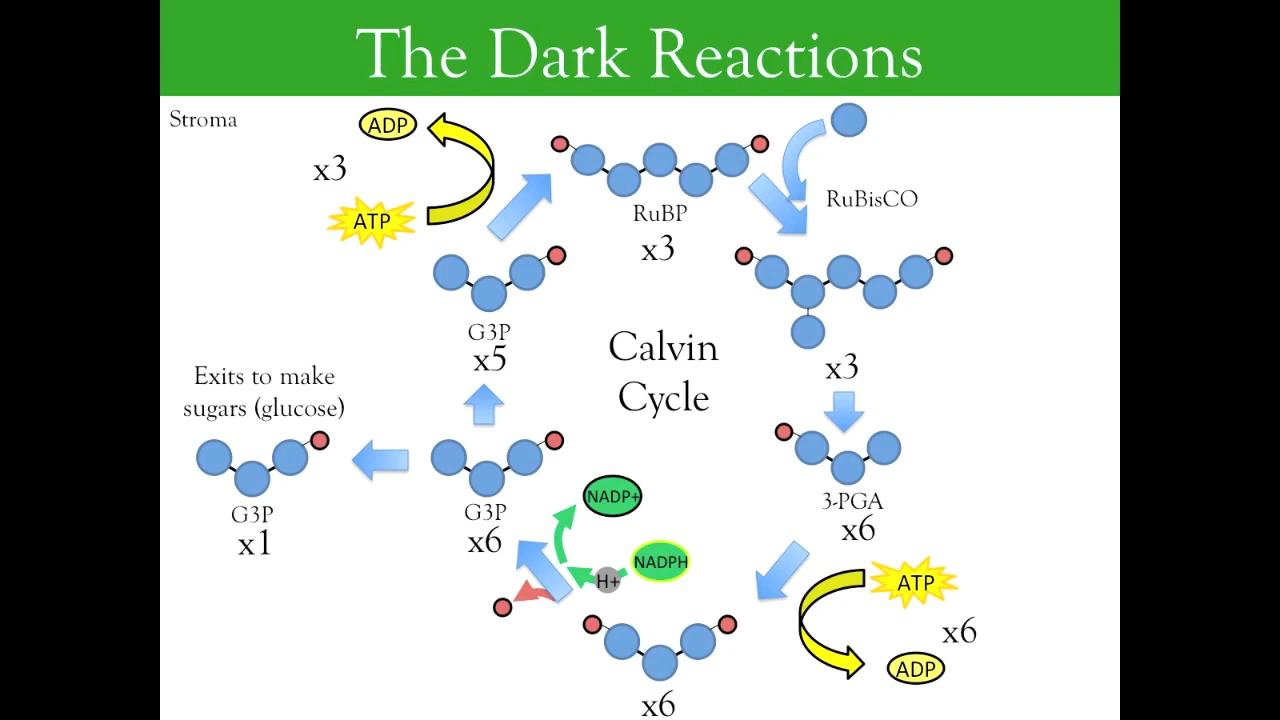 The Dark Reactions
Stroma
ADP
x3
ATP
RuBP
x3
RuBisCO
x3
3-PGA
x6
ATP
x6
ADP
x6
NADPH
H+
NADP+
G3P
x6
G3P
x5
Exits to make
sugars (glucose)
G3P
x1
Calvin
Cycle